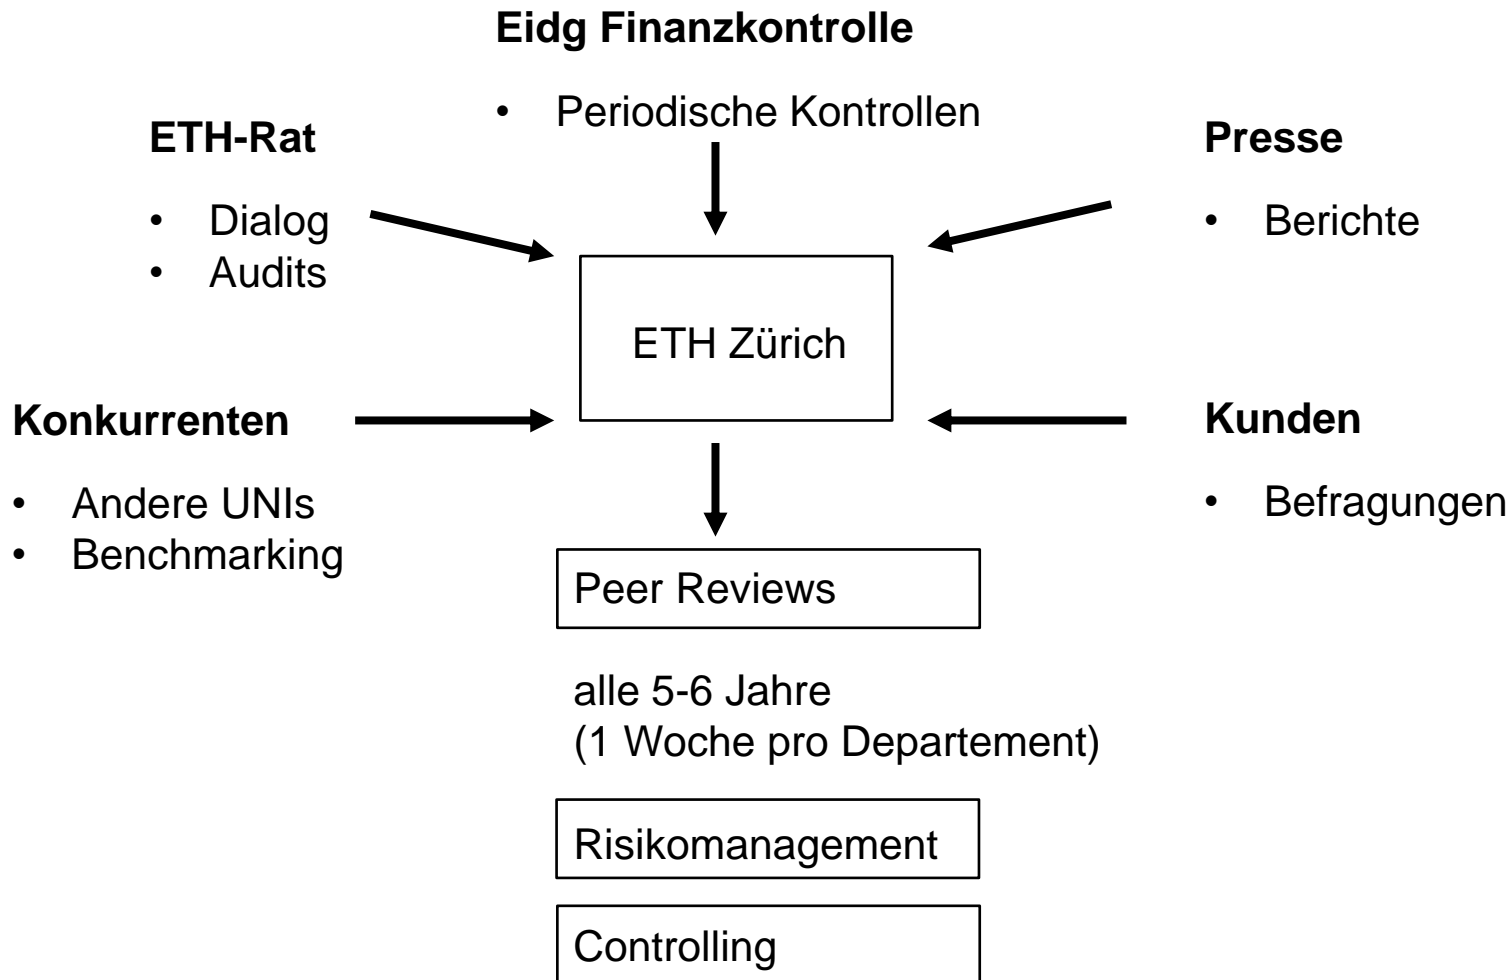 Eidg Finanzkontrolle
• Periodische Kontrollen
ETH-Rat
• Dialog
• Audits
Presse
• Berichte
ETH Zürich
Konkurrenten
• Andere UNIs
• Benchmarking
Kunden
• Befragungen
Peer Reviews
alle 5-6 Jahre
(1 Woche pro Departement)
Risikomanagement
Controlling